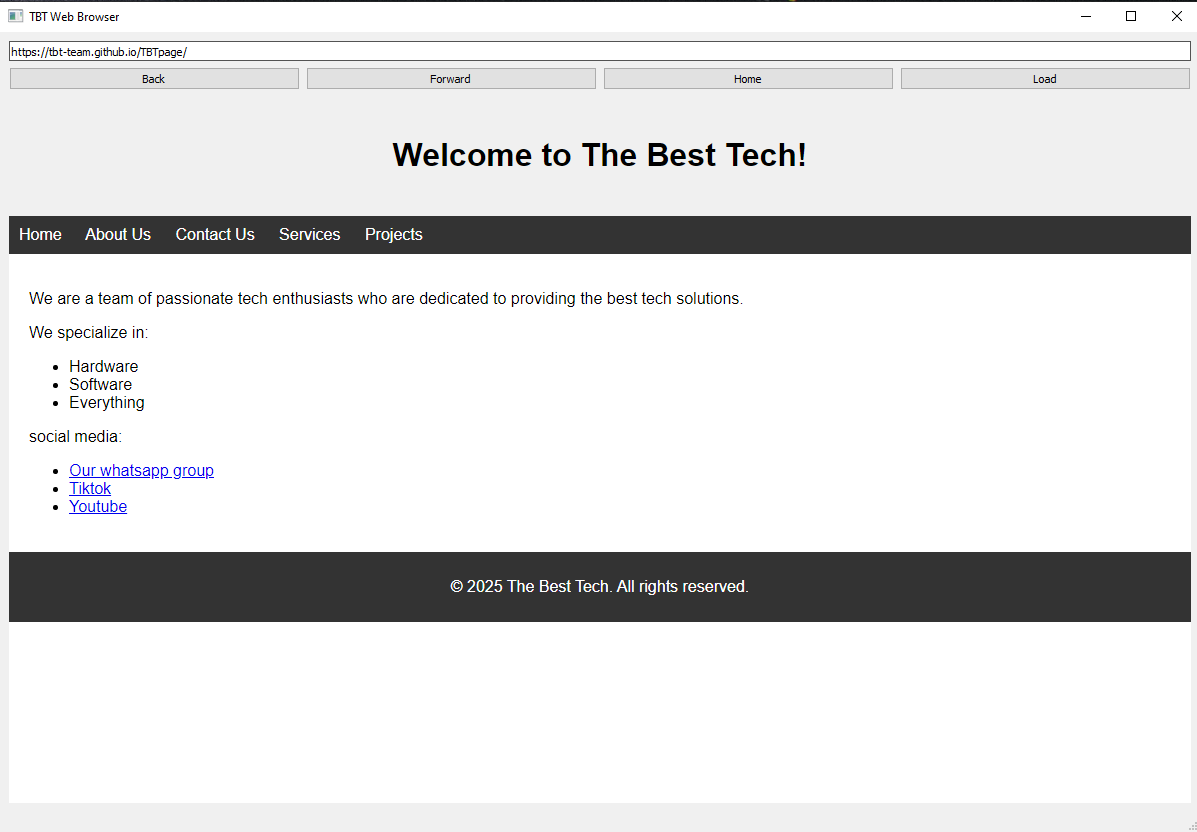 TBT Web Browser
https://tbt-team.github.io/TBTpage/
Back Forward Home Load
Welcome to The Best Tech!
Home About Us Contact Us Services Projects
We are a team of passionate tech enthusiasts who are dedicated to providing the best tech solutions.
We specialize in:
Hardware
Software
Everything
social media:
Our whatsapp group
Tiktok
Youtube
© 2025 The Best Tech. All rights reserved.